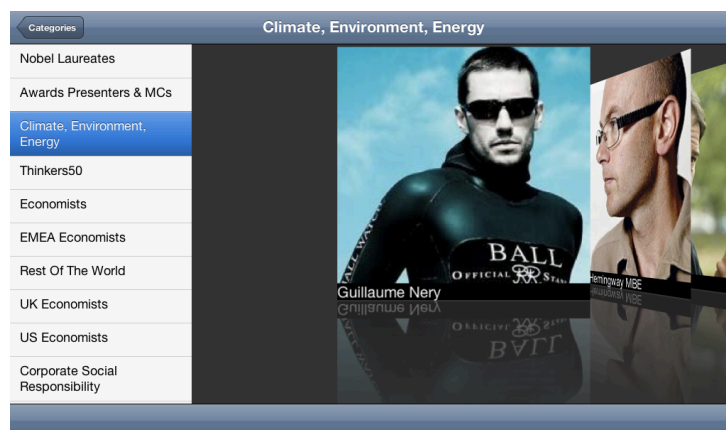 Categories
Climate, Environment, Energy
Nobel Laureates
Awards Presenters & MCs
Climate, Environment,
Energy
Thinkers50
Economists
EMEA Economists
Rest Of The World
UK Economists
US Economists
Corporate Social
Responsibility
BALL
OFFICIAL RR
Guillaume Nery
Hemingway MBE